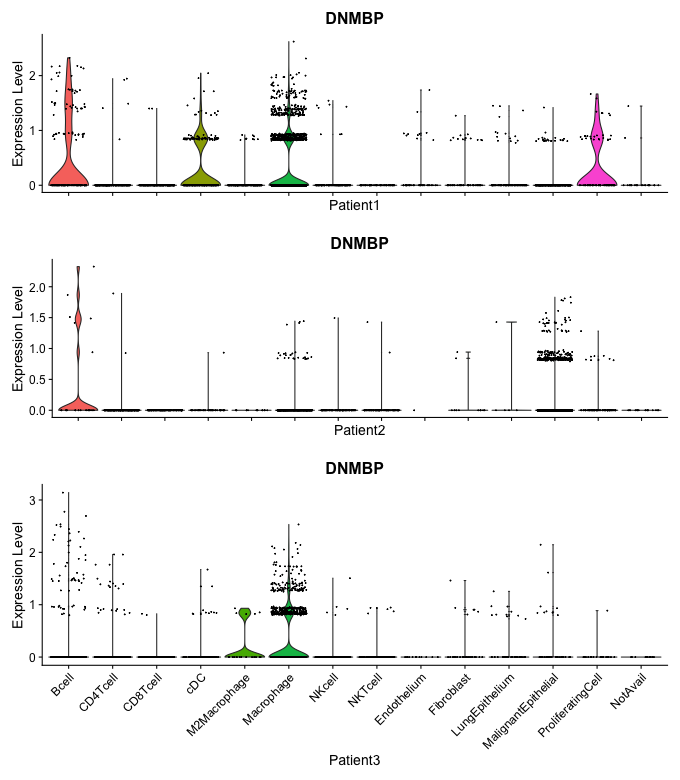 DNMBP
Expression Level
2
1
0
Patient1
DNMBP
Expression Level
2.0
1.5
1.0
0.5
0.0
Patient2
DNMBP
Expression Level
3
2
1
0
Bcell
CD4Tcell
CD8Tcell
cDC
M2Macrophage
Macrophage
NKcell
NKTcell
Endothelium
Fibroblast
LungEpithelium
MalignantEpithelial
ProliferatingCell
NotAvail
Patient3